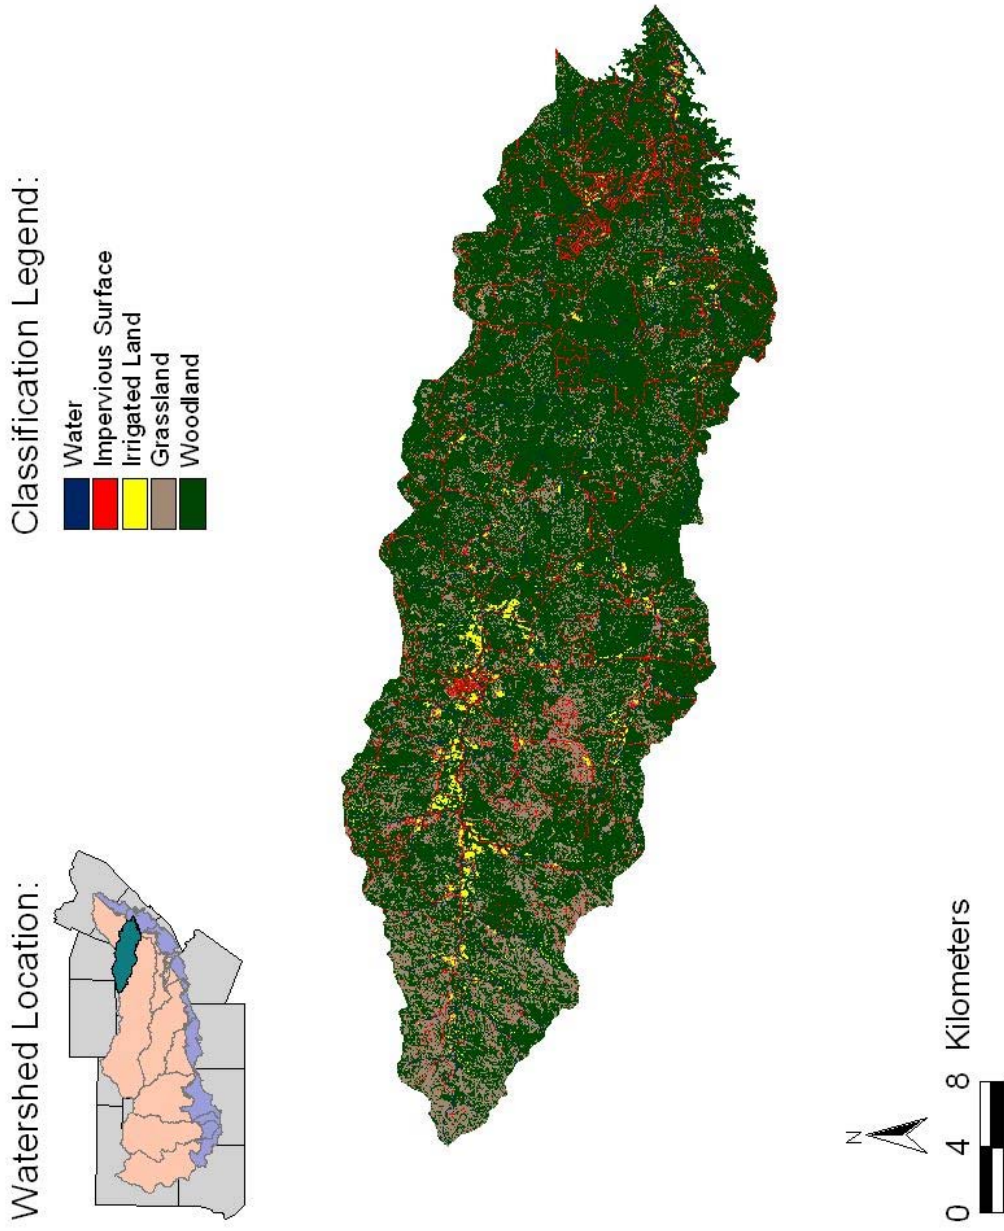 Watershed Location:
Classification Legend:
Water
Impervious Surface
Irrigated Land
Grassland
Woodland
N
0 4 8 Kilometers